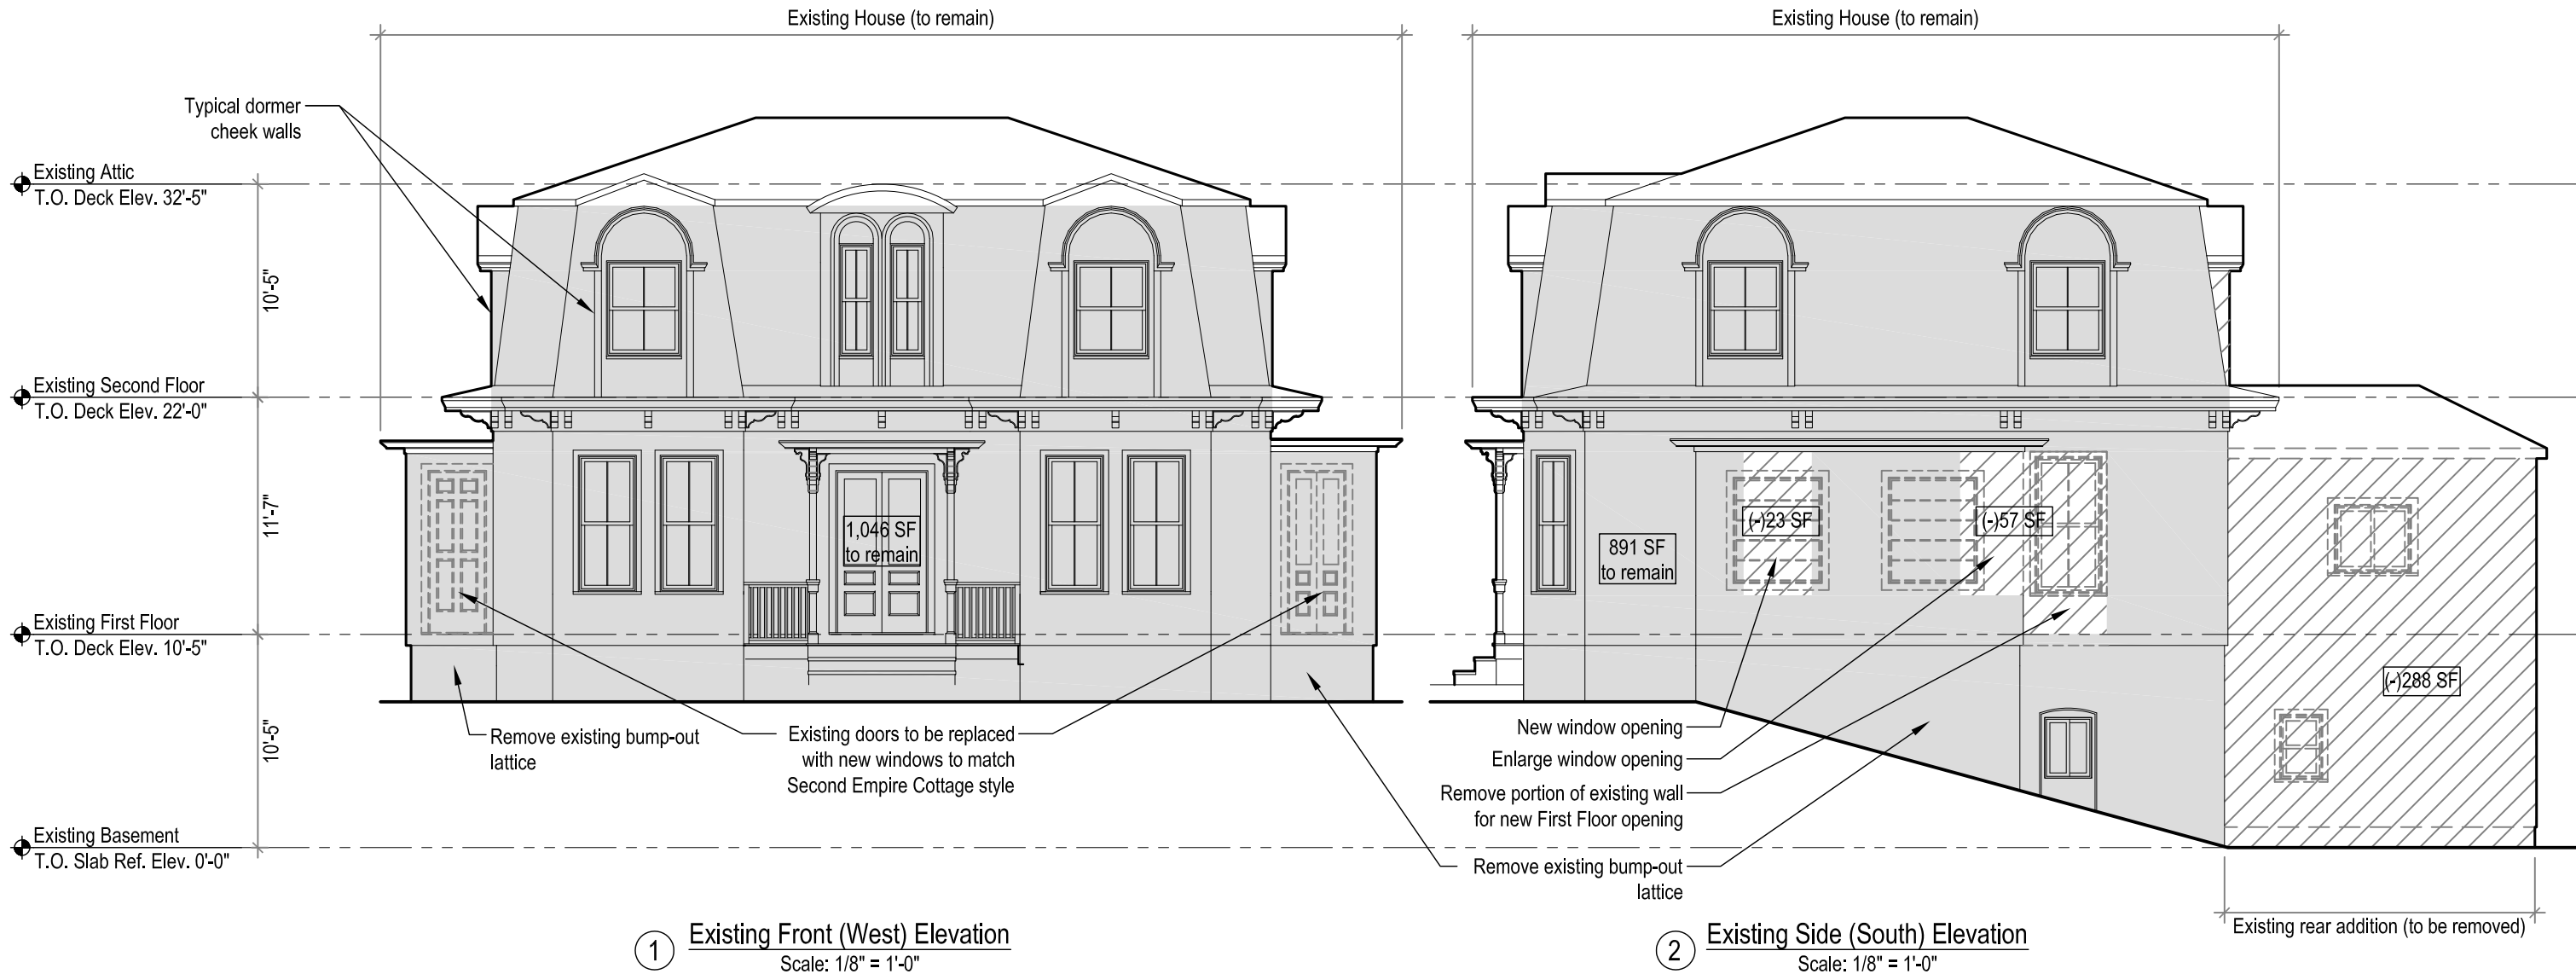 Existing House (to remain)
Existing House (to remain)
Typical dormer
cheek walls
Existing Attic
T.O. Deck Elev. 32'-5"
10'-5"
Existing Second Floor
T.O. Deck Elev. 22'-0"
11'-7"
1,046 SF
to remain
891 SF
to remain
(-)23 SF
(-)57 SF
(-)288 SF
Existing First Floor
T.O. Deck Elev. 10'-5"
10'-5"
Remove existing bump-out
lattice
Existing doors to be replaced
with new windows to match
Second Empire Cottage style
New window opening
Enlarge window opening
Remove portion of existing wall
for new First Floor opening
Remove existing bump-out
lattice
Existing Basement
T.O. Slab Ref. Elev. 0'-0"
Existing rear addition (to be removed)
1
Existing Front (West) Elevation
Scale: 1/8" = 1'-0"
2
Existing Side (South) Elevation
Scale: 1/8" = 1'-0"